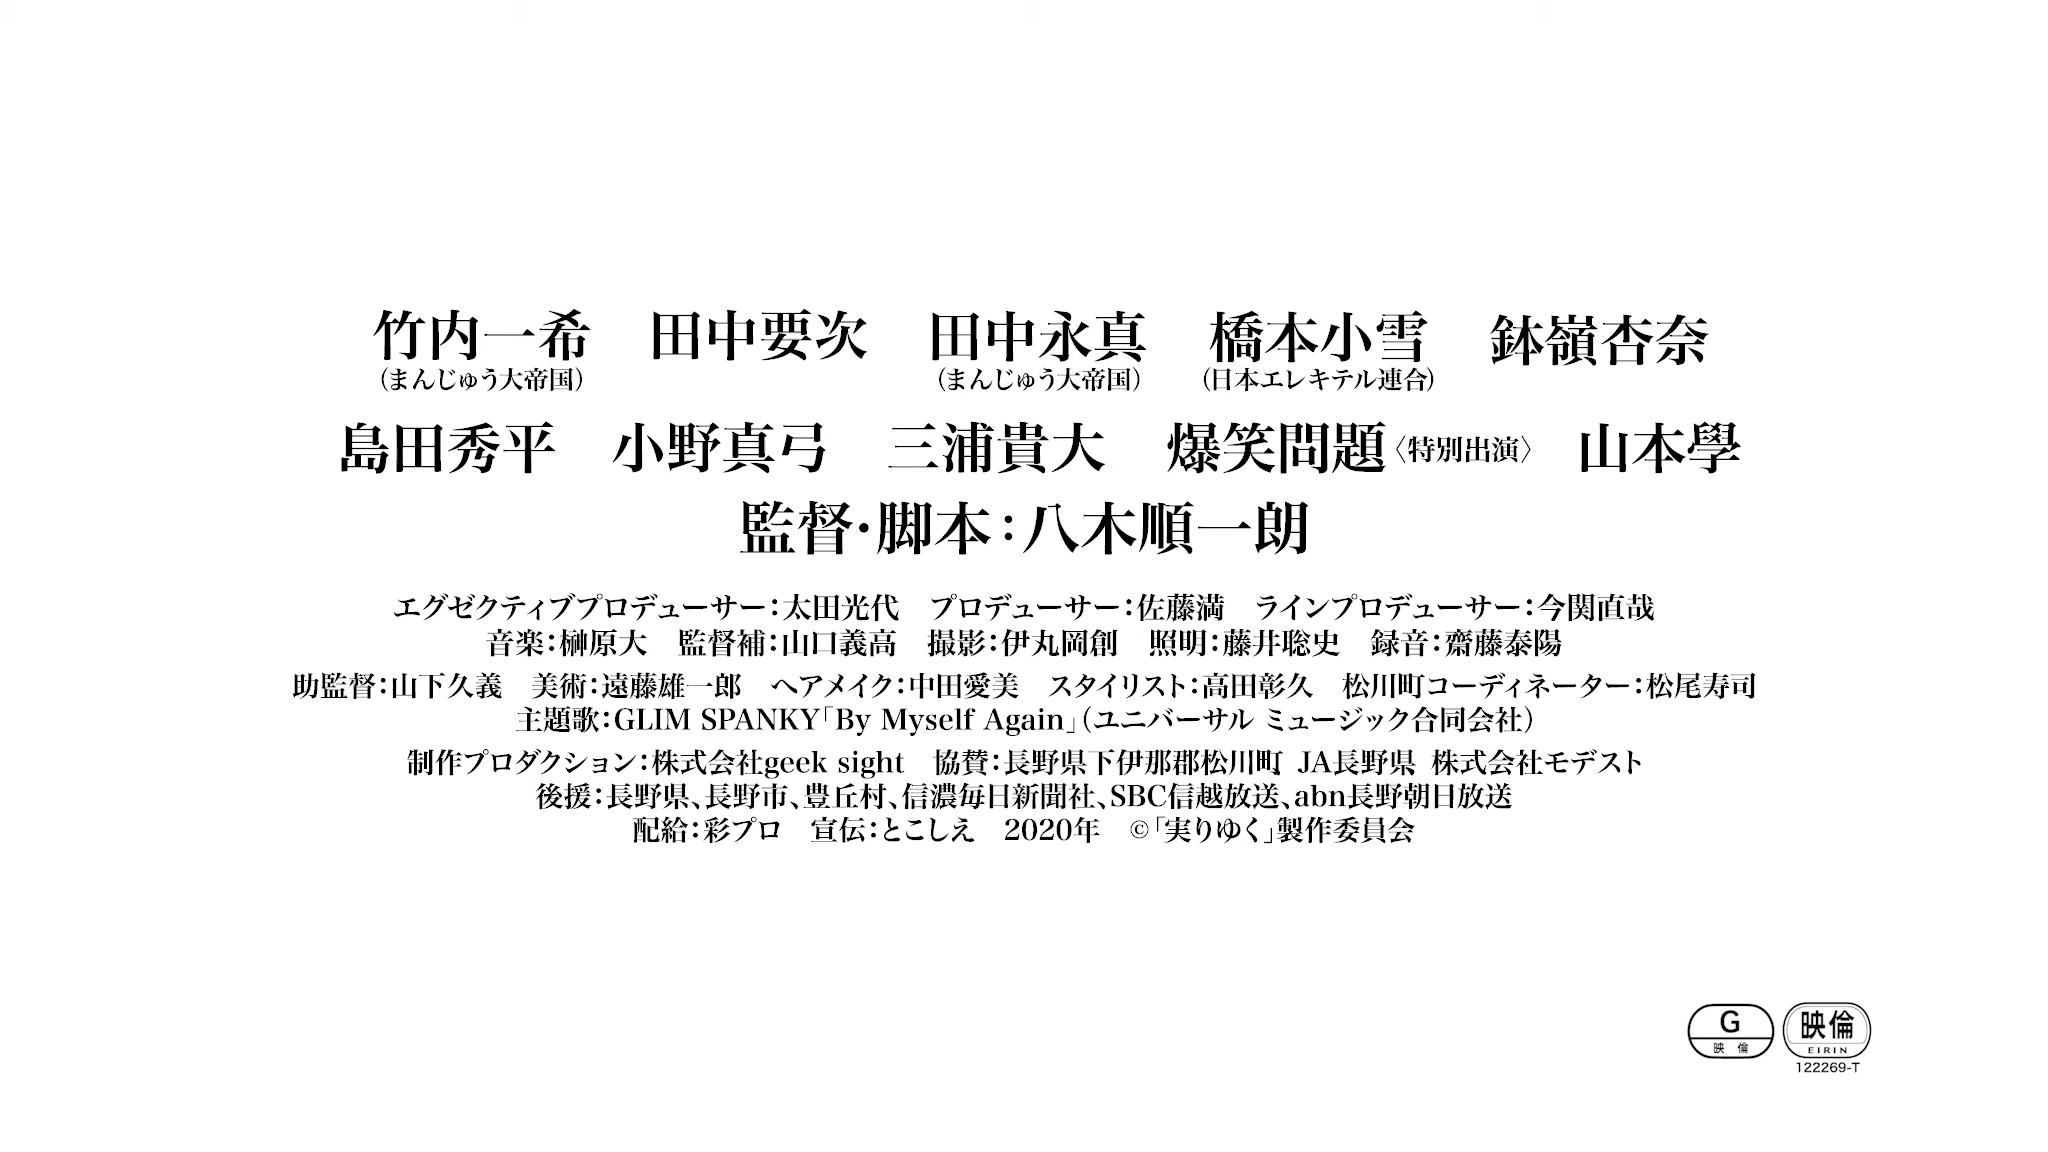 竹内一希　田中要次　田中永真　橋本小雪　鉢嶺杏奈
(まんじゅう大帝国)　(まんじゅう大帝国)　(日本エレキテル連合)
島田秀平　小野真弓　三浦貴大　爆笑問題〈特別出演〉　山本學
監督・脚本：八木順一朗
エグゼクティブプロデューサー：太田光代　プロデューサー：佐藤満　ラインプロデューサー：今関直哉
音楽：榊原大　監督補：山口義高　撮影：伊丸岡創　照明：藤井聡史　録音：齋藤泰陽
助監督：山下久義　美術：遠藤雄一郎　ヘアメイク：中田愛美　スタイリスト：高田彰久　松川町コーディネーター：松尾寿司
主題歌：GLIM SPANKY「By Myself Again」（ユニバーサル ミュージック合同会社）
制作プロダクション：株式会社geek sight　協賛：長野県下伊那郡松川町 JA長野県 株式会社モデスト
後援：長野県、長野市、豊丘村、信濃毎日新聞社、SBC信越放送、abn長野朝日放送
配給：彩プロ　宣伝：とこしえ　2020年　©「実りゆく」製作委員会
G 映倫
映倫 EIRIN
122269-T